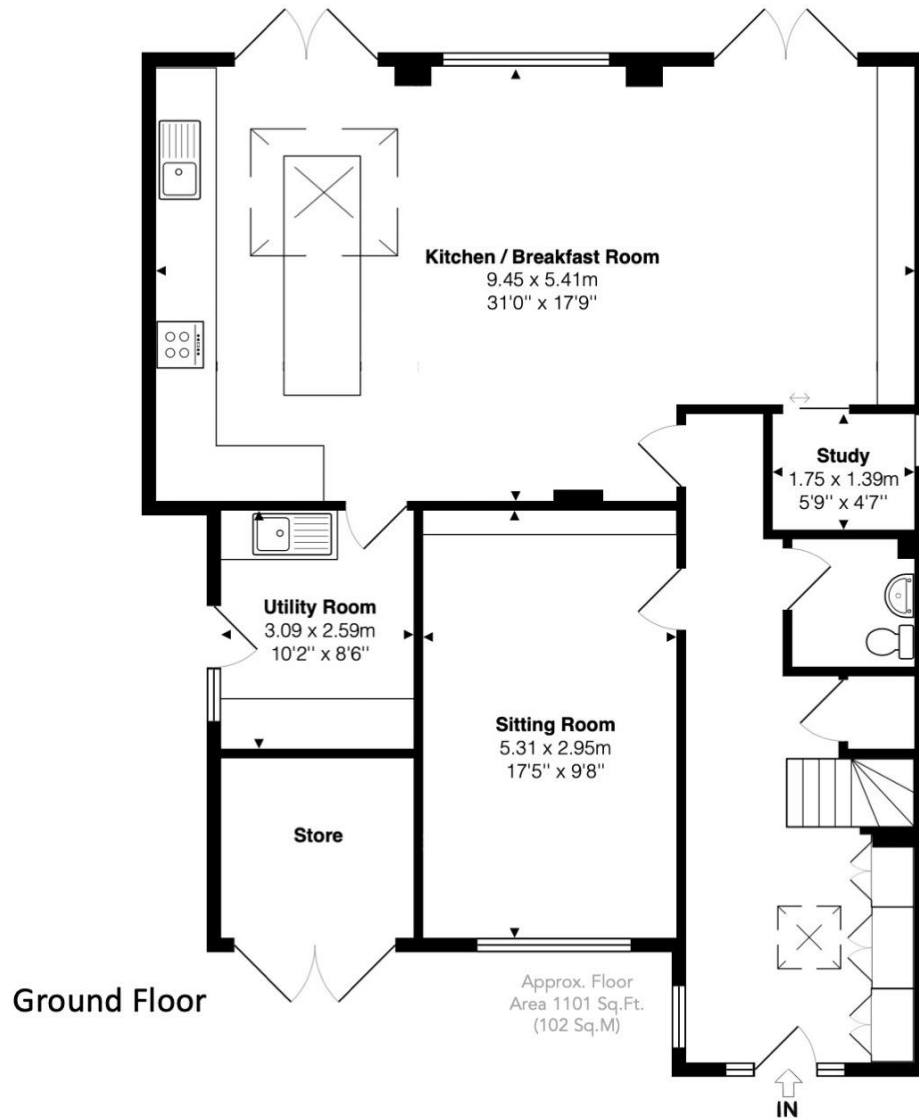 Kitchen / Breakfast Room
9.45 x 5.41m
31'0" x 17'9"
Study
1.75 x 1.39m
5'9" x 4'7"
Utility Room
3.09 x 2.59m
10'2" x 8'6"
Sitting Room
5.31 x 2.95m
17'5" x 9'8"
Store
Ground Floor
Approx. Floor
Area 1101 Sq.Ft.
(102 Sq.M)
IN